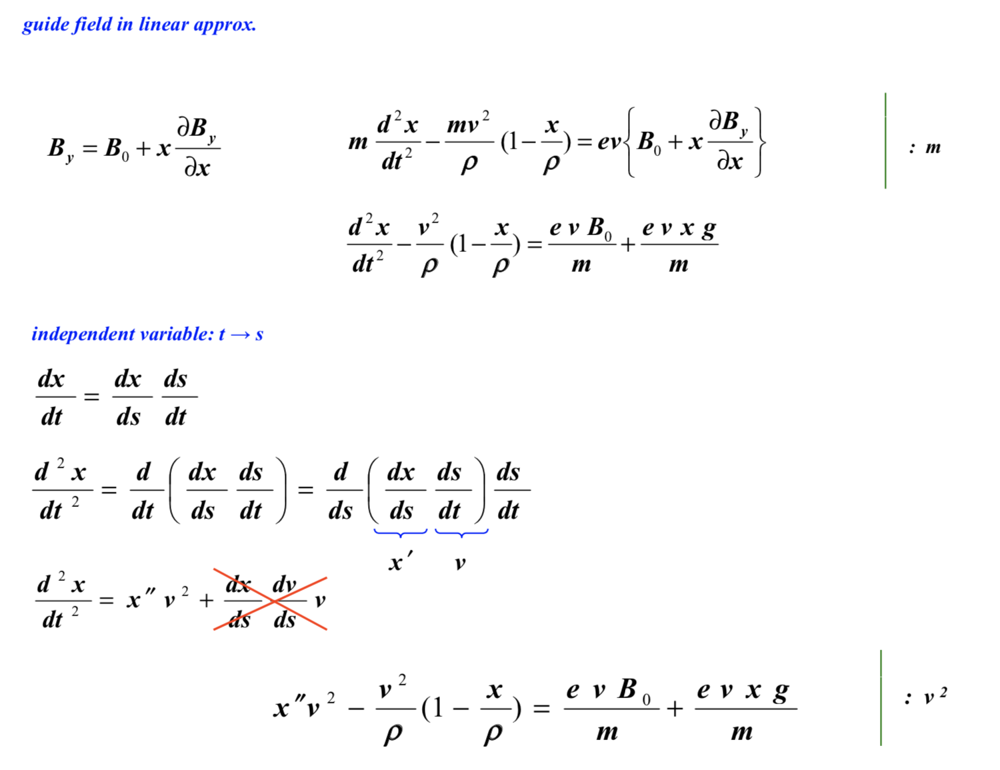 guide field in linear approx.
B_y = B_0 + x ∂B_y/∂x
m d²x/dt² − mv²/ρ (1 − x/ρ) = ev{B_0 + x ∂B_y/∂x}
: m
d²x/dt² − v²/ρ (1 − x/ρ) = e v B_0/m + e v x g/m
independent variable: t → s
dx/dt = dx/ds ds/dt
d²x/dt² = d/dt (dx/ds ds/dt) = d/ds (dx/ds ds/dt) ds/dt
x′ v
d²x/dt² = x″ v² + dx/ds dv/ds v
x″v² − v²/ρ (1 − x/ρ) = e v B_0/m + e v x g/m
: v²